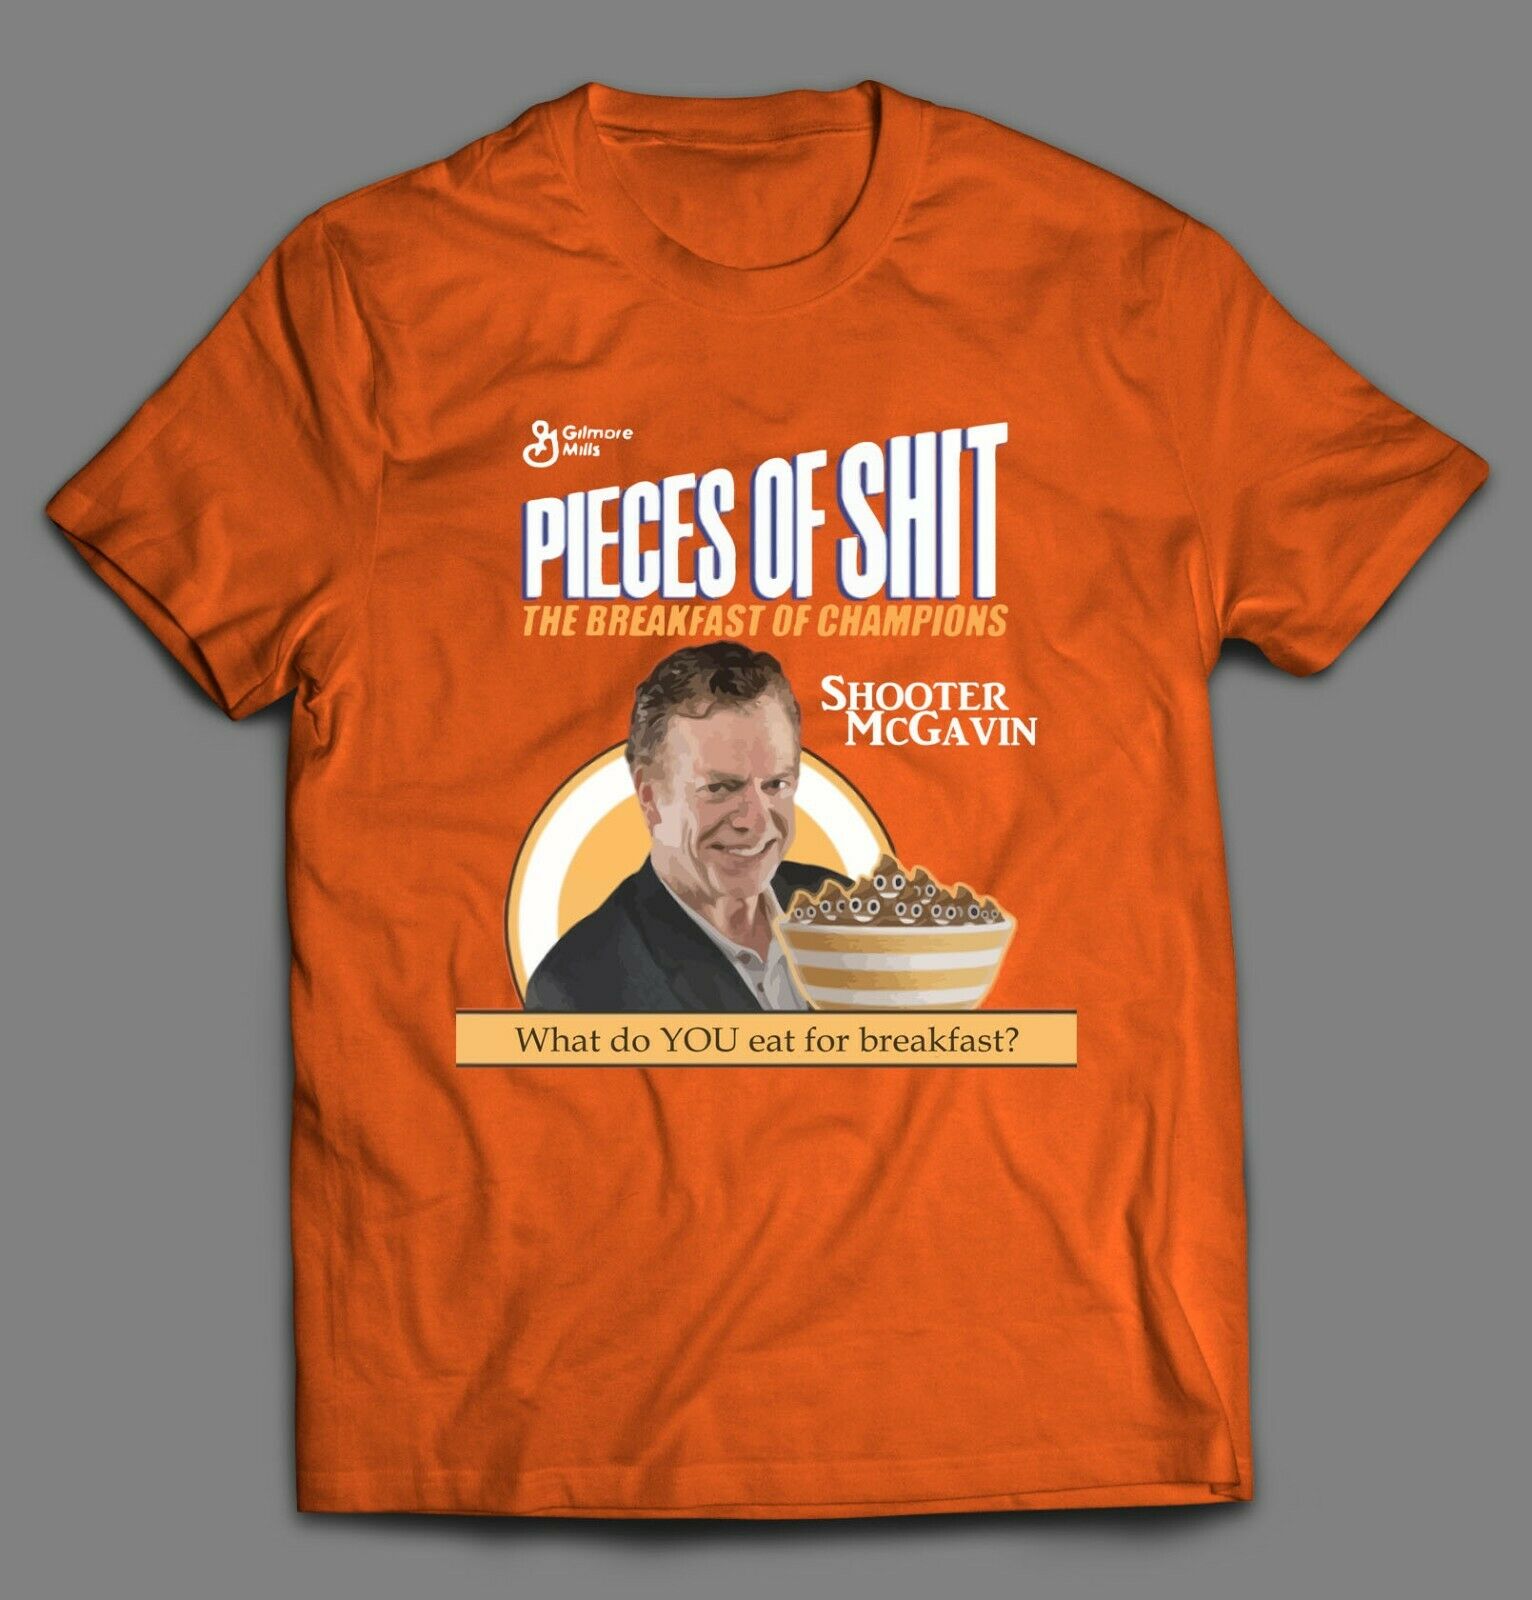 Gilmore
Mills
PIECES OF SHIT
THE BREAKFAST OF CHAMPIONS
SHOOTER
MCGAVIN
What do YOU eat for breakfast?